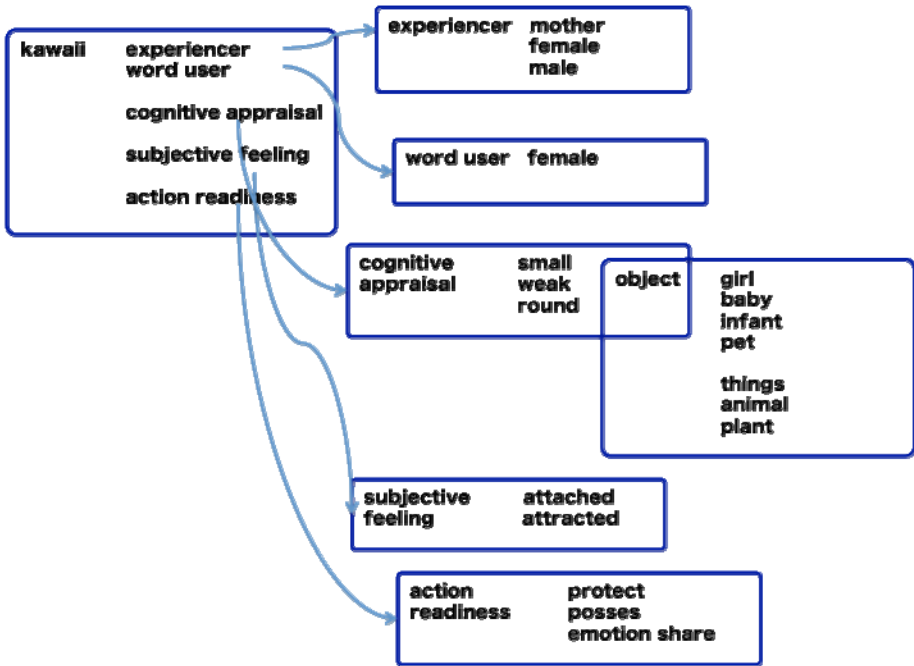 kawaii experiencer
word user
cognitive appraisal
subjective feeling
action readiness
experiencer mother
female
male
word user female
cognitive small
appraisal weak
round
object girl
baby
infant
pet
things
animal
plant
subjective attached
feeling attracted
action protect
readiness posses
emotion share